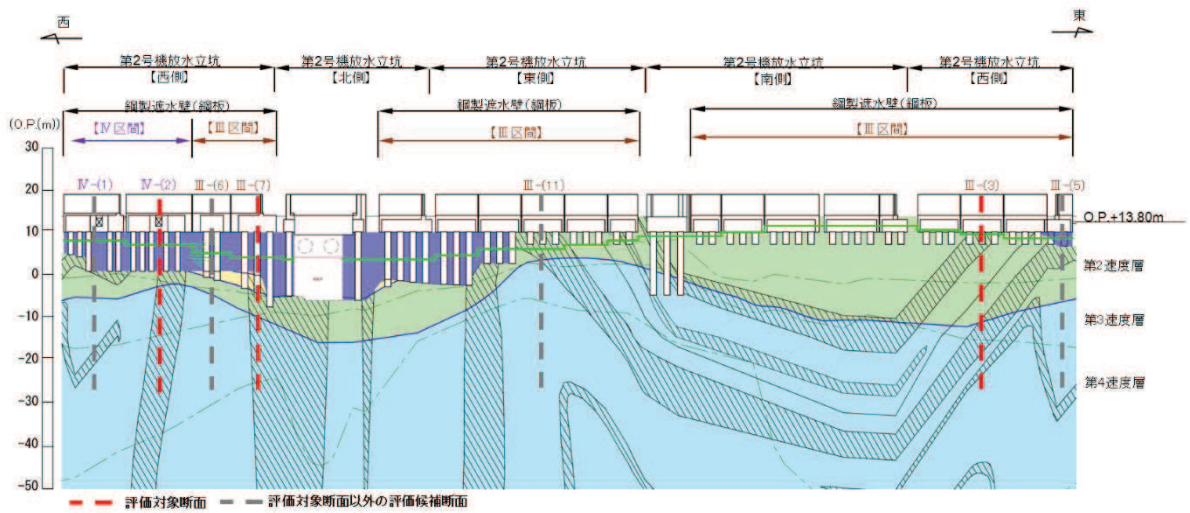 西
東
第2号機放水立坑
【西側】
第2号機放水立坑
【北側】
第2号機放水立坑
【東側】
第2号機放水立坑
【南側】
第2号機放水立坑
【西側】
鋼製遮水壁(鋼板)
鋼製遮水壁(鋼板)
鋼製遮水壁(鋼板)
(O.P.(m))
【Ⅳ区間】
【Ⅲ区間】
【Ⅲ区間】
【Ⅲ区間】
30
20
10
0
-10
-20
-30
-40
-50
Ⅳ-(1)
Ⅳ-(2)
Ⅲ-(6)
Ⅲ-(7)
Ⅲ-(11)
Ⅲ-(3)
Ⅲ-(5)
O.P.+13.80m
第2速度層
第3速度層
第4速度層
評価対象断面
評価対象断面以外の評価候補断面